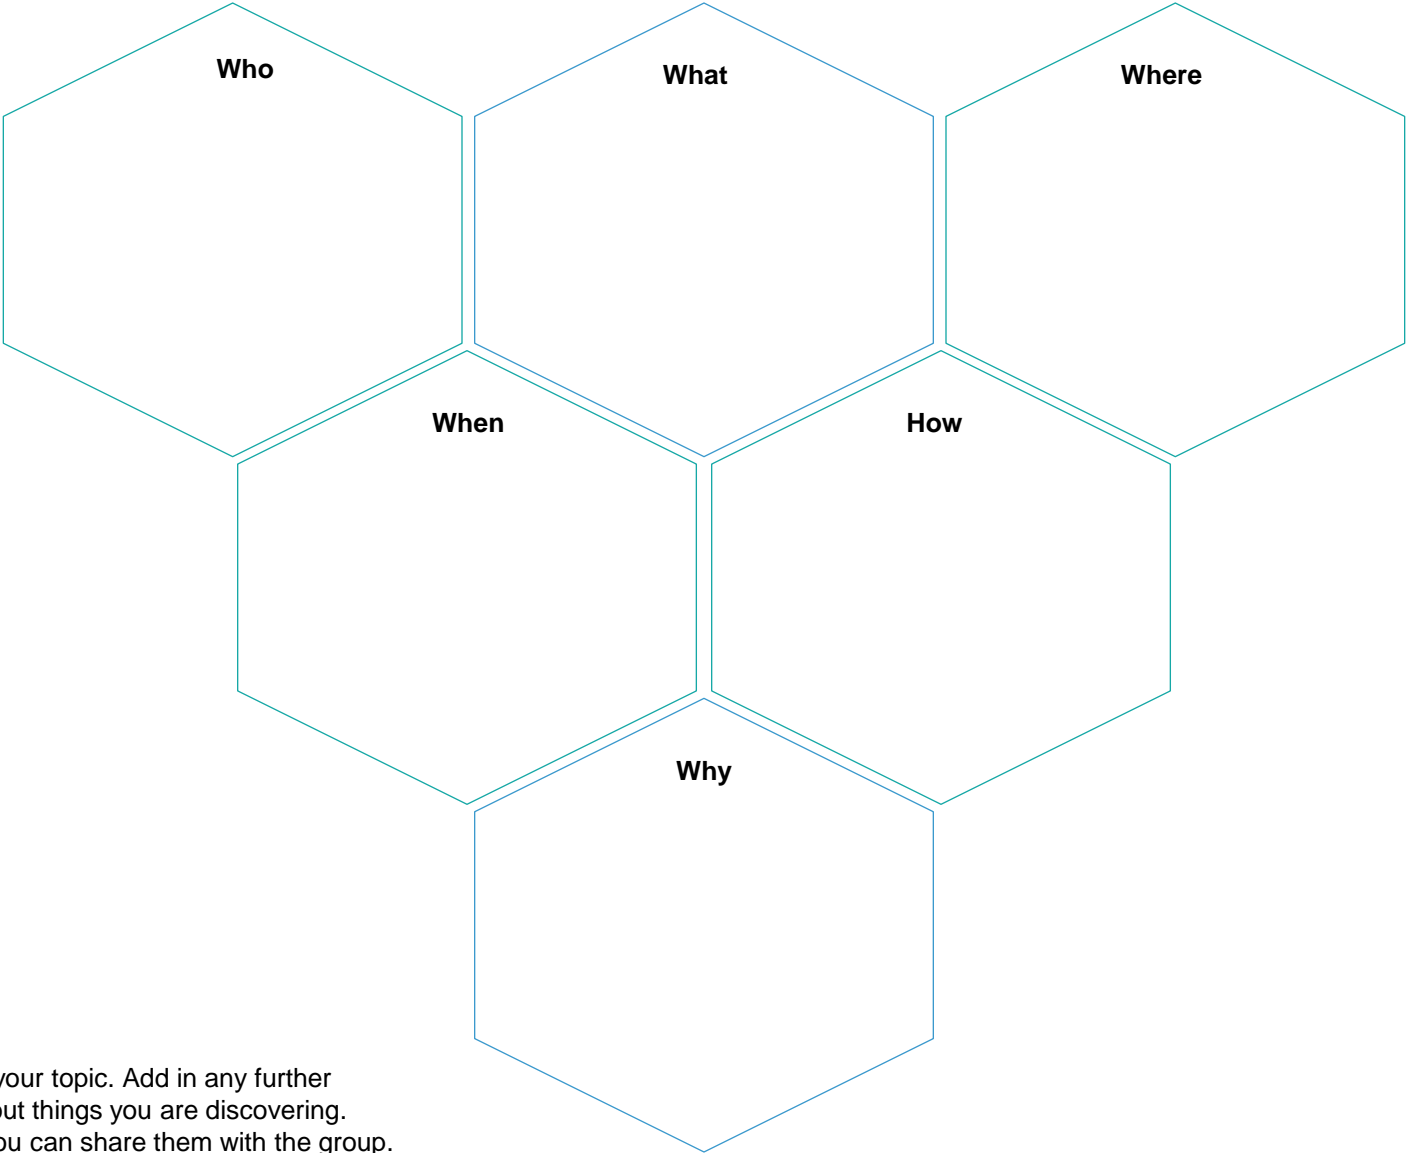 Who
What
Where
When
How
Why
your topic. Add in any further
out things you are discovering.
ou can share them with the group.